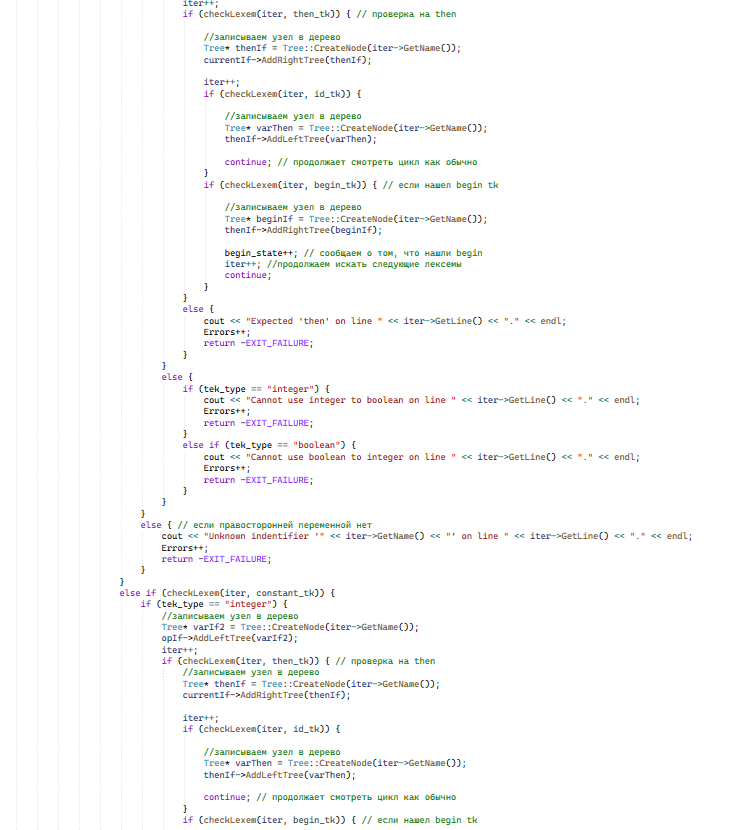 iter++;
if (checkLexem(iter, then_tk)) { // проверка на then
//записываем узел в дерево
Tree* thenIf = Tree::CreateNode(iter->GetName());
currentIf->AddRightTree(thenIf);
iter++;
if (checkLexem(iter, id_tk)) {
//записываем узел в дерево
Tree* varThen = Tree::CreateNode(iter->GetName());
thenIf->AddLeftTree(varThen);
continue; // продолжает смотреть цикл как обычно
}
if (checkLexem(iter, begin_tk)) { // если нашел begin tk
//записываем узел в дерево
Tree* beginIf = Tree::CreateNode(iter->GetName());
thenIf->AddRightTree(beginIf);
begin_state++; // сообщаем о том, что нашли begin
iter++; //продолжаем искать следующие лексемы
continue;
}
}
else {
cout << "Expected 'then' on line " << iter->GetLine() << "." << endl;
Errors++;
return -EXIT_FAILURE;
}
}
else {
if (tek_type == "integer") {
cout << "Cannot use integer to boolean on line " << iter->GetLine() << "." << endl;
Errors++;
return -EXIT_FAILURE;
}
else if (tek_type == "boolean") {
cout << "Cannot use boolean to integer on line " << iter->GetLine() << "." << endl;
Errors++;
return -EXIT_FAILURE;
}
}
}
else { // если правосторонней переменной нет
cout << "Unknown indentifier '" << iter->GetName() << "' on line " << iter->GetLine() << "." << endl;
Errors++;
return -EXIT_FAILURE;
}
}
else if (checkLexem(iter, constant_tk)) {
if (tek_type == "integer") {
//записываем узел в дерево
Tree* varIf2 = Tree::CreateNode(iter->GetName());
opIf->AddLeftTree(varIf2);
iter++;
if (checkLexem(iter, then_tk)) { // проверка на then
//записываем узел в дерево
Tree* thenIf = Tree::CreateNode(iter->GetName());
currentIf->AddRightTree(thenIf);
iter++;
if (checkLexem(iter, id_tk)) {
//записываем узел в дерево
Tree* varThen = Tree::CreateNode(iter->GetName());
thenIf->AddLeftTree(varThen);
continue; // продолжает смотреть цикл как обычно
}
if (checkLexem(iter, begin_tk)) { // если нашел begin tk